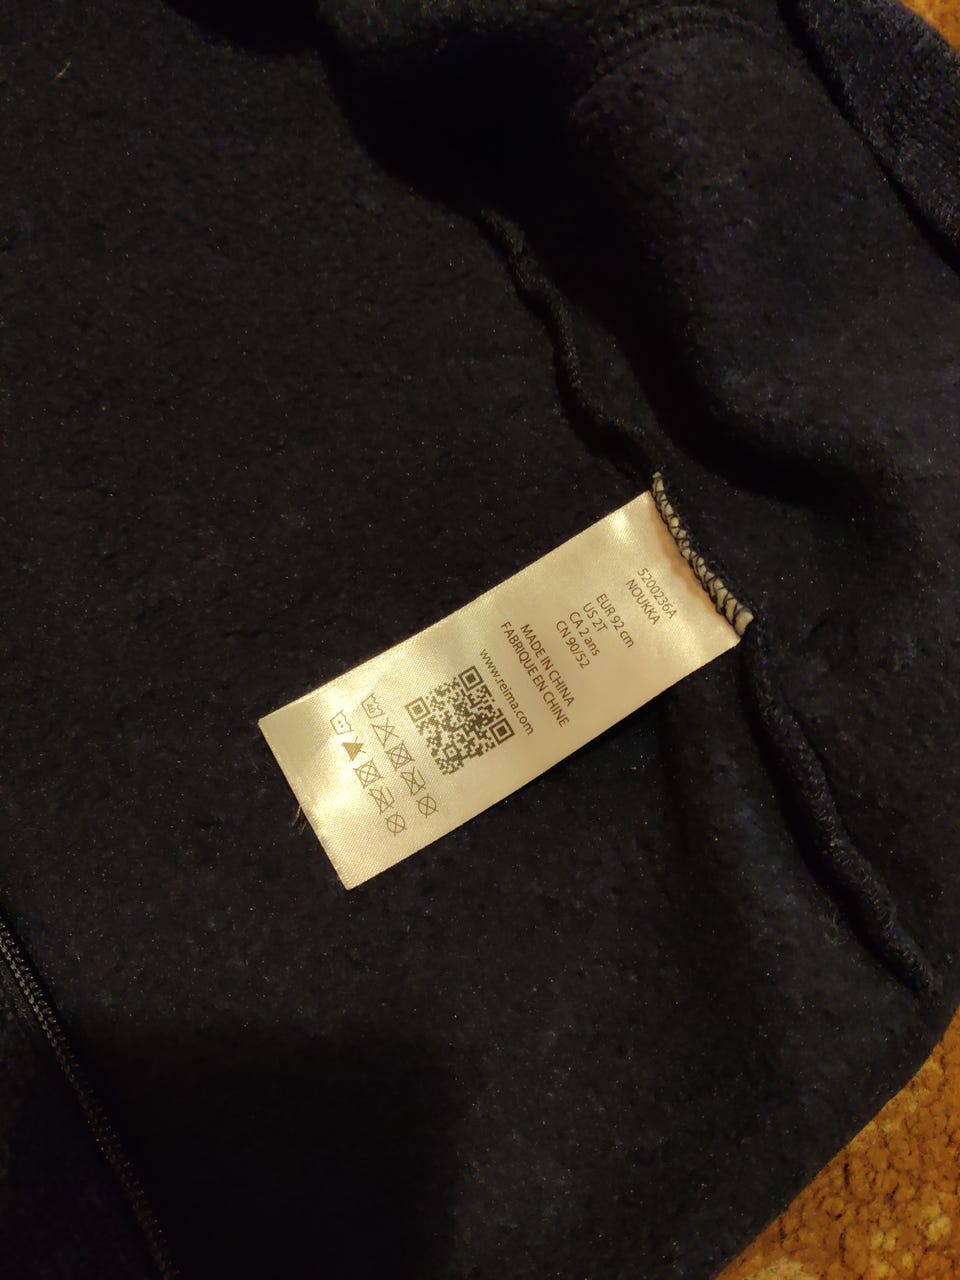 5200236A
NOUKKA
EUR 92 cm
US 2T
CA 2 ans
CN 90/52
MADE IN CHINA
FABRIQUE EN CHINE
www.reima.com